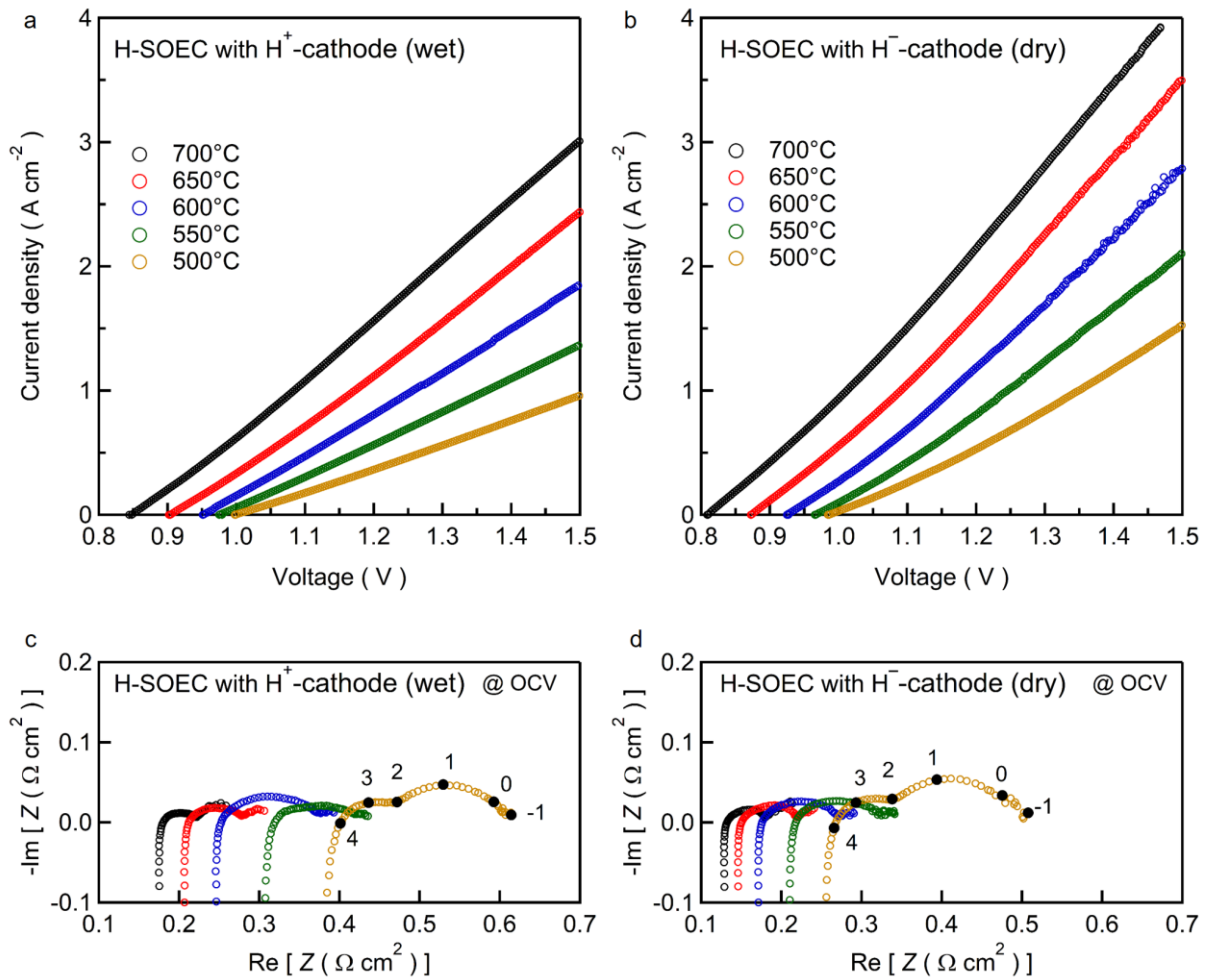 a
H-SOEC with H⁺-cathode (wet)
4
3
2
1
0
Current density ( A cm⁻² )
700°C
650°C
600°C
550°C
500°C
0.8 0.9 1.0 1.1 1.2 1.3 1.4 1.5
Voltage ( V )
b
H-SOEC with H⁻-cathode (dry)
4
3
2
1
0
Current density ( A cm⁻² )
700°C
650°C
600°C
550°C
500°C
0.8 0.9 1.0 1.1 1.2 1.3 1.4 1.5
Voltage ( V )
c
H-SOEC with H⁺-cathode (wet) @ OCV
0.2
0.1
0.0
-0.1
-Im [ Z ( Ω cm² ) ]
4 3 2 1 0 -1
0.1 0.2 0.3 0.4 0.5 0.6 0.7
Re [ Z ( Ω cm² ) ]
d
H-SOEC with H⁻-cathode (dry) @ OCV
0.2
0.1
0.0
-0.1
-Im [ Z ( Ω cm² ) ]
4 3 2 1 0 -1
0.1 0.2 0.3 0.4 0.5 0.6 0.7
Re [ Z ( Ω cm² ) ]